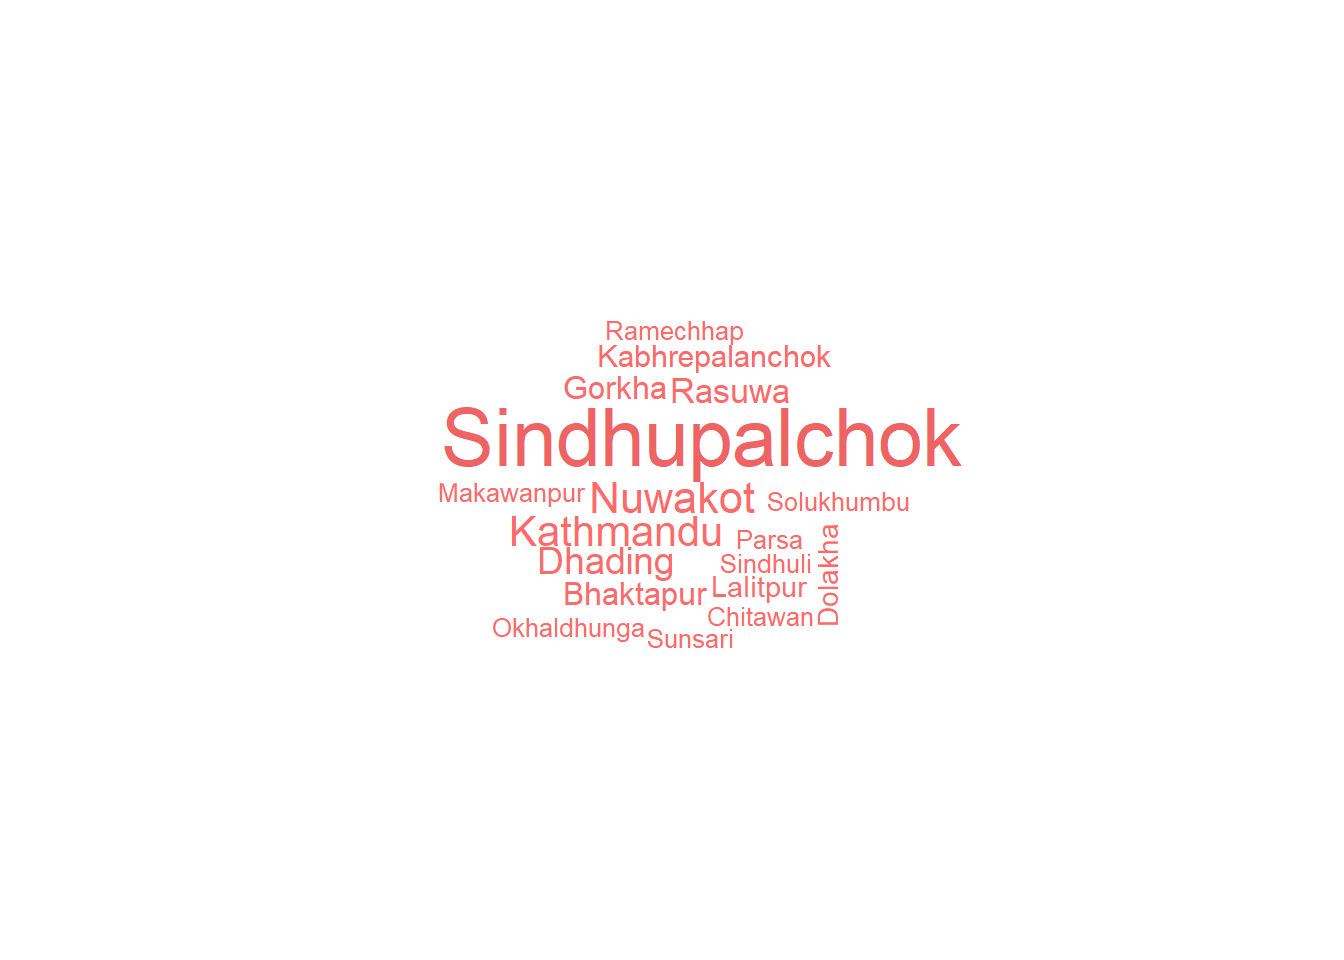 Ramechhap
Kabhrepalanchok
Gorkha Rasuwa
Sindhupalchok
Makawanpur Nuwakot Solukhumbu
Kathmandu Parsa
Dhading Sindhuli Dolakha
Bhaktapur Lalitpur
Chitawan
Okhaldhunga Sunsari